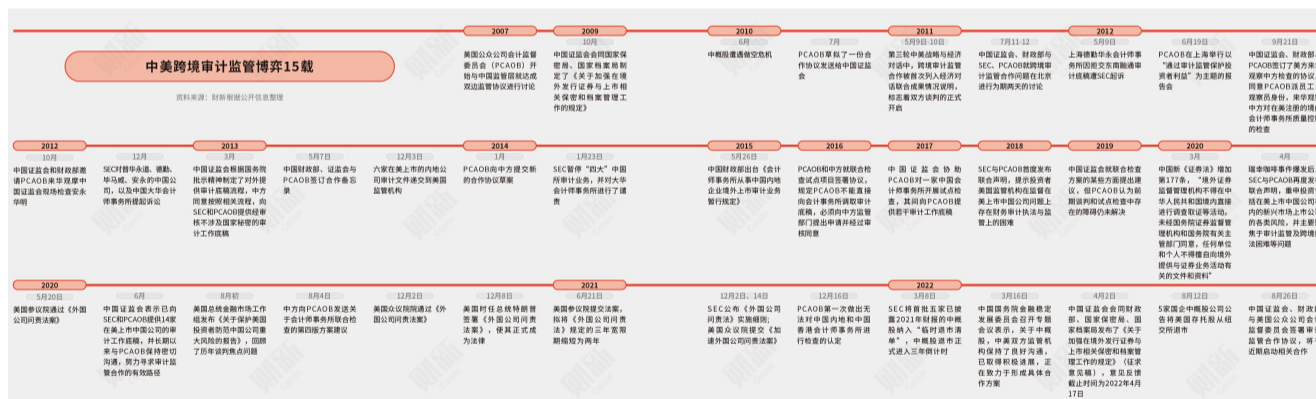 中美跨境审计监管博弈15载
资料来源：财新根据公开信息整理
2007
美国公众公司会计监督
委员会（PCAOB）开
始与中国监管层就达成
双边监管协议进行讨论
2009
10月
中国证监会会同国家保
密局、国家档案局制
定了《关于加强在境
外发行证券与上市相
关保密和档案管理工
作的规定》
2010
6月
中概股遭遇做空危机
7月
PCAOB草拟了一份合
作协议发送给中国证监
会
2011
5月9日-10日
第三轮中美战略与经济
对话中，跨境审计监管
合作被首次列入经济对
话联合成果情况说明，
标志着双方谈判的正式
开启
7月11-12
中国证监会、财政部与
SEC、PCAOB就跨境审
计监管合作问题在北京
进行为期两天的讨论
2012
5月9日
上海德勤华永会计师事
务所因拒交东南融通审
计底稿遭SEC起诉
6月19日
PCAOB在上海举行以
“通过审计监管保护投
资者利益”为主题的报
告会
9月21日
中国证监会、财政部与
PCAOB签订了美方来
观察中方检查的协议
同意PCAOB派员工
观察员身份，来华观
中方对在美注册的境
会计师事务所质量控
的检查
2012
10月
中国证监会和财政部邀
请PCAOB来华观摩中
国证监会现场检查安永
华明
12月
SEC对普华永道、德勤、
毕马威、安永的中国公
司，以及中国大华会计
师事务所提起诉讼
2013
3月
中国证监会根据国务院
批示精神制定了对外提
供审计底稿流程，中方
同意按照相关流程，向
SEC和PCAOB提供经审
核不涉及国家秘密的审
计工作底稿
5月7日
中国财政部、证监会与
PCAOB签订合作备忘
录
12月3日
六家在美上市的内地公
司审计文件递交到美国
监管机构
2014
1月
PCAOB向中方提交新
的合作协议草案
1月23日
SEC暂停“四大”中国
所审计业务，并对大华
会计师事务所进行了谴
责
2015
5月26日
中国财政部出台《会计
师事务所从事中国内地
企业境外上市审计业务
暂行规定》
2016
PCAOB和中方就联合检
查试点项目签署协议，
规定PCAOB不能直接
向会计师事务所调取审
计底稿，必须向中方监管
部门提出申请并经过审
核同意
2017
中国证监会协助
PCAOB对一家中国会
计师事务所开展试点检
查，其间向PCAOB提
供若干审计工作底稿
2018
SEC与PCAOB首度发布
联合声明，提示投资者
美国监管机构在监督在
美上市中国公司问题上
存在财务审计执法与监
管上的困难
2019
中国证监会就联合检查
方案的某些方面提出建
议，但PCAOB认为前
期谈判和试点检查中存
在的障碍仍未解决
2020
3月
中国新《证券法》增加
第177条，“境外证券
监督管理机构不得在中
华人民共和国境内直接
进行调查取证等活动。
未经国务院证券监督管
理机构和国务院有关主
管部门同意，任何单位
和个人不得擅自向境外
提供与证券业务活动有
关的文件和资料”
4月
瑞幸咖啡事件爆发后，
SEC与PCAOB再度发布
联合声明，重申投资
括在美上市中国公司
内的新兴市场上市公
的各类风险，并主要
焦于审计监管及跨境
法困难等问题
2020
5月20日
美国参议院通过《外国
公司问责法案》
6月
中国证监会表示已向
SEC和PCAOB提供14家
在美上市中国公司的审
计工作底稿，并长期以
来与PCAOB保持密切
沟通，努力寻求审计监
管合作的有效路径
8月初
美国总统金融市场工作
组发布《关于保护美国
投资者防范中国公司重
大风险的报告》，回顾
了历年谈判焦点问题
8月4日
中方向PCAOB发送关
于会计师事务所联合检
查的第四版方案建议
12月2日
美国众议院通过《外
国公司问责法案》
12月8日
美国时任总统特朗普
签署《外国公司问责
法案》，使其正式成
为法律
2021
6月21日
美国参议院提交法案，
拟将《外国公司问责
法》规定的三年宽限
期缩短为两年
12月2日、14日
SEC公布《外国公司
问责法》实施细则；
美国众议院提交《加
速外国公司问责法案》
12月16日
PCAOB第一次做出无
法对中国内地和中国
香港会计师事务所进
行检查的认定
2022
3月8日
SEC将首批五家已披
露2021年财报的中概
股纳入“临时退市清
单”，中概股退市正
式进入三年倒计时
3月16日
中国国务院金融稳定
发展委员会召开专题
会议表示，关于中概
股，中美双方监管机
构保持了良好沟通，
已取得积极进展，正
在致力于形成具体合
作方案
4月2日
中国证监会会同财政
部、国家保密局、国
家档案局发布了《关于
加强在境外发行证券与
上市相关保密和档案管
理工作的规定》（征求
意见稿），意见反馈
截止时间为2022年4月
17日
8月12日
5家国企中概股公司公
告将美国存托股从纽
交所退市
8月26日
中国证监会、财政部
与美国公众公司会计
监督委员会签署审计
监管合作协议，将
近期启动相关合作